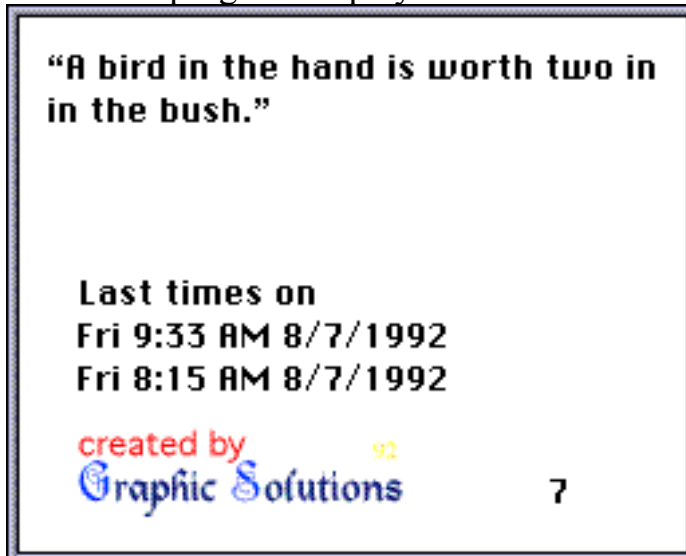 “A bird in the hand is worth two in
in the bush.”
Last times on
Fri 9:33 AM 8/7/1992
Fri 8:15 AM 8/7/1992
created by 92
Graphic Solutions 7